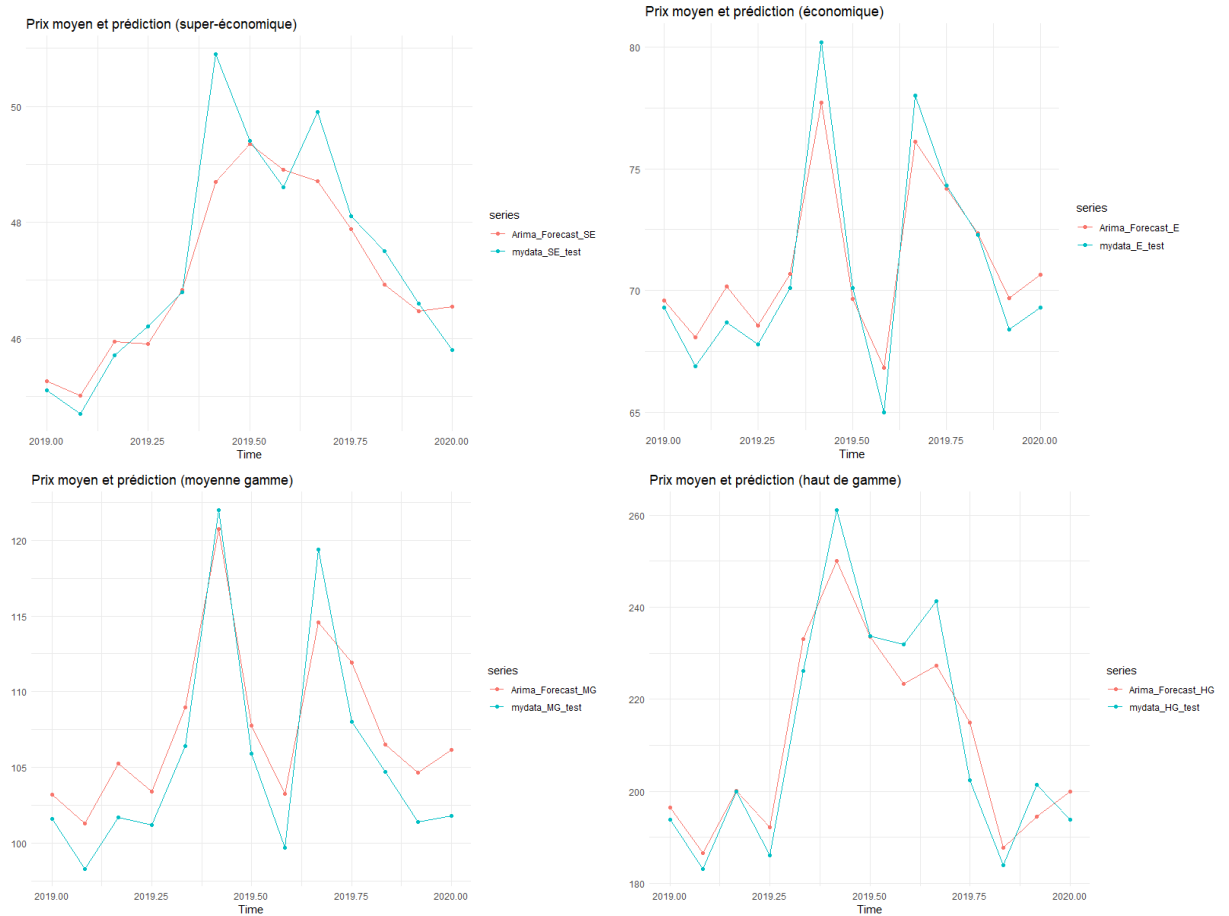 Prix moyen et prédiction (super-économique)
50
48
46
2019.00 2019.25 2019.50 2019.75 2020.00
Time
series
Arima_Forecast_SE
mydata_SE_test
Prix moyen et prédiction (économique)
80
75
70
65
2019.00 2019.25 2019.50 2019.75 2020.00
Time
series
Arima_Forecast_E
mydata_E_test
Prix moyen et prédiction (moyenne gamme)
120
115
110
105
100
2019.00 2019.25 2019.50 2019.75 2020.00
Time
series
Arima_Forecast_MG
mydata_MG_test
Prix moyen et prédiction (haut de gamme)
260
240
220
200
180
2019.00 2019.25 2019.50 2019.75 2020.00
Time
series
Arima_Forecast_HG
mydata_HG_test